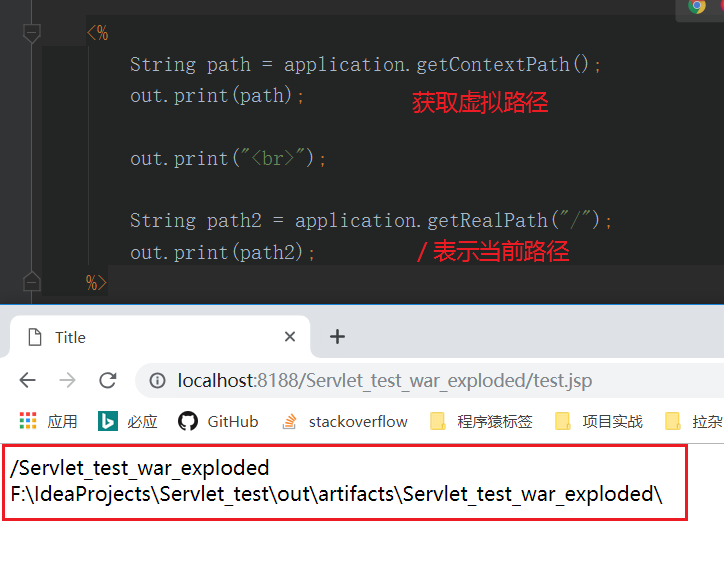 <%
String path = application.getContextPath();
out.print(path);
获取虚拟路径
out.print("<br>");
String path2 = application.getRealPath("/");
out.print(path2);
/ 表示当前路径
%>
Title
localhost:8188/Servlet_test_war_exploded/test.jsp
应用 必应 GitHub stackoverflow 程序猿标签 项目实战 拉杂
/Servlet_test_war_exploded
F:\IdeaProjects\Servlet_test\out\artifacts\Servlet_test_war_exploded\